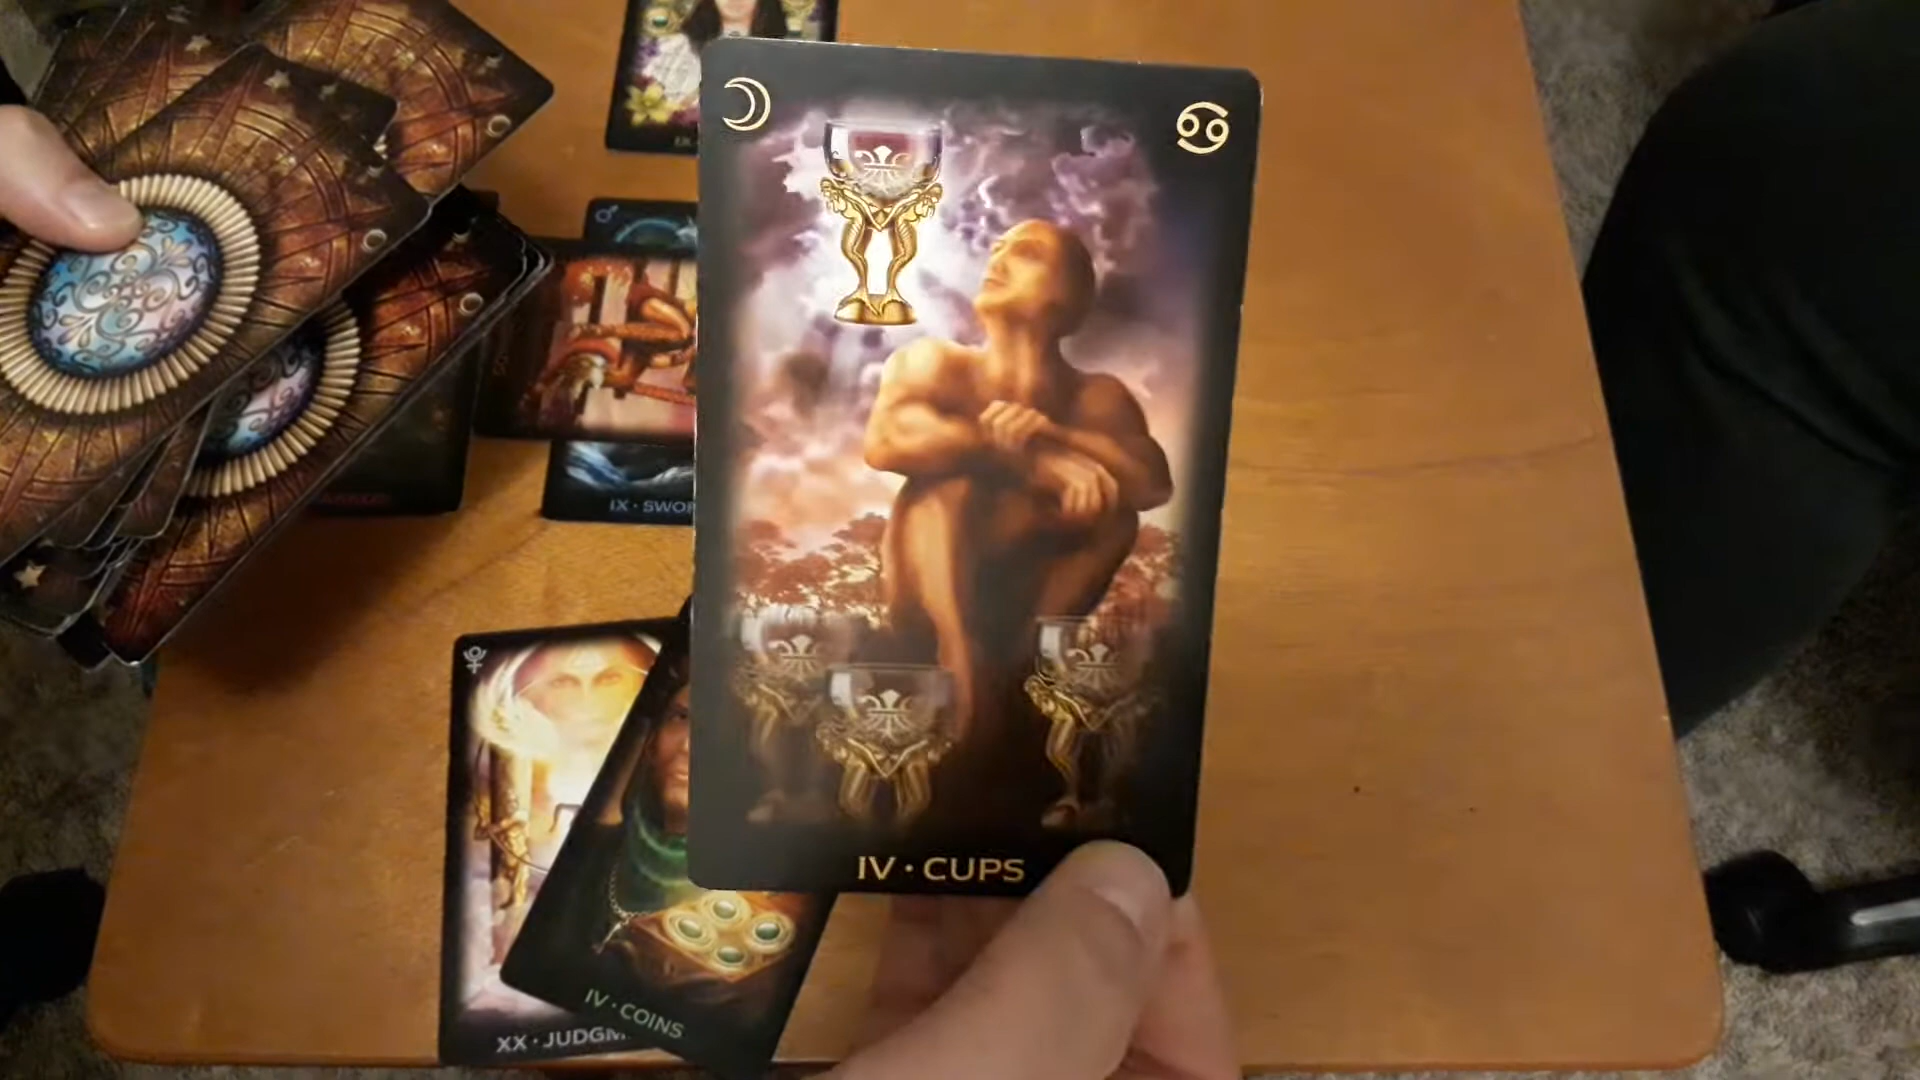 IV · CUPS
IX · SWOR
IV · COINS
XX · JUDGM